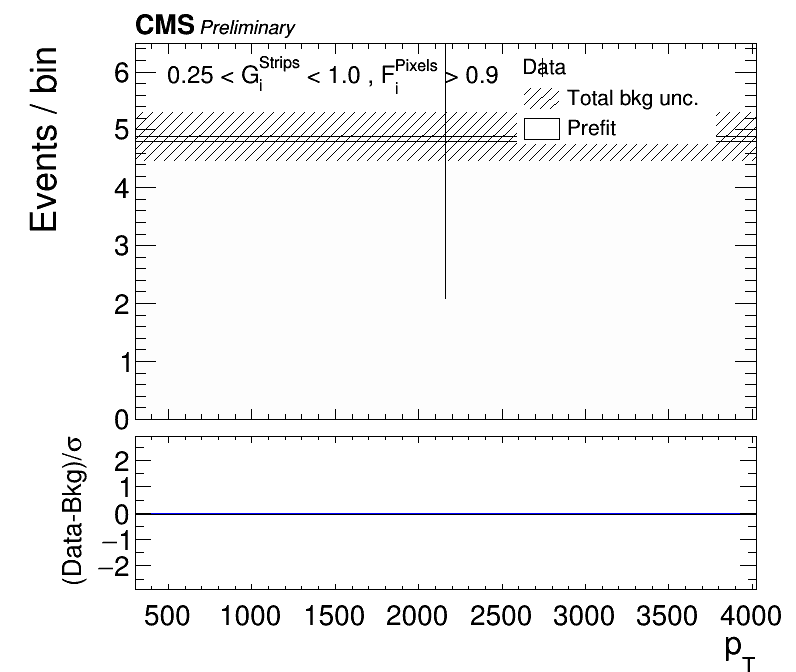 CMS Preliminary
0.25 < G_i^Strips < 1.0 , F_i^Pixels > 0.9
Data
Total bkg unc.
Prefit
Events / bin
6
5
4
3
2
1
0
(Data-Bkg)/σ
2
1
0
−1
−2
500 1000 1500 2000 2500 3000 3500 4000
p_T